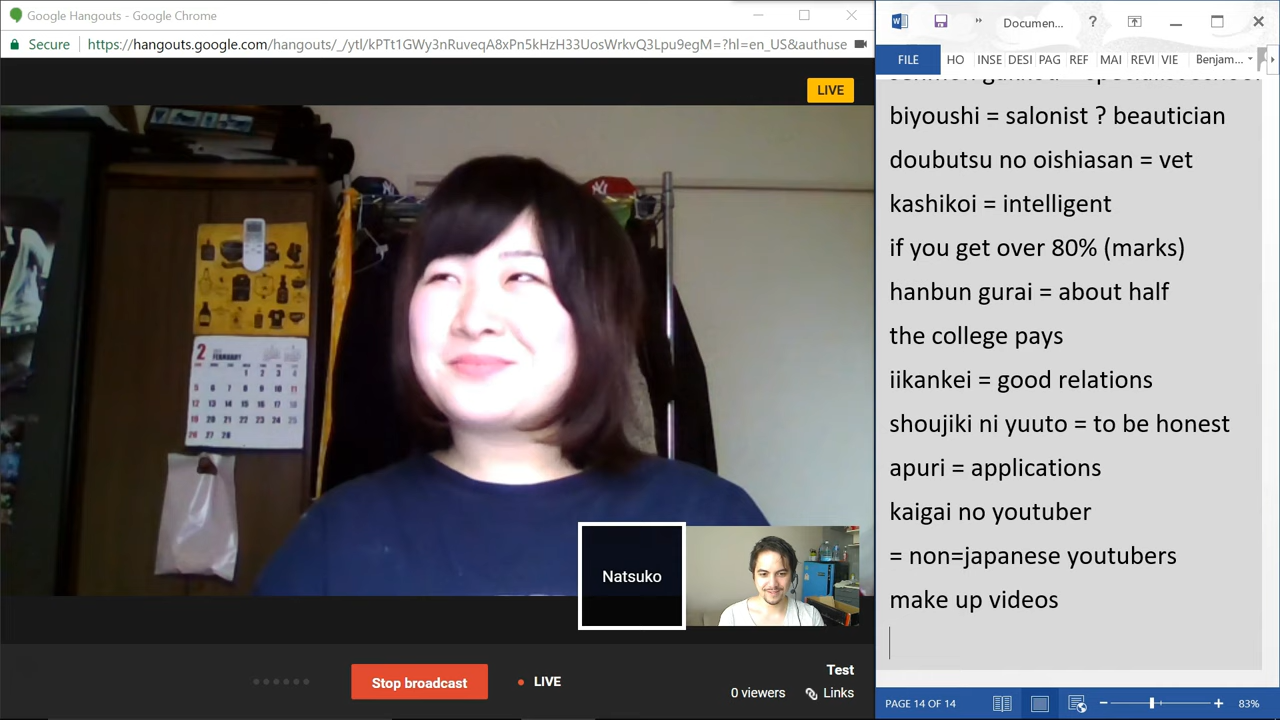 Google Hangouts - Google Chrome
Secure
https://hangouts.google.com/hangouts/_/ytl/kPTt1GWy3nRuveqA8xPn5kHzH33UesWrkvQ3Lpu9egM=?hl=en_US&authuse
LIVE
2 FEBRUARY
Natsuko
Stop broadcast
LIVE
Test
0 viewers
Links
Documen...
?
FILE HO INSE DESI PAG REF MAI REVI VIE Benjam...
biyoushi = salonist ? beautician
doubutsu no oishiasan = vet
kashikoi = intelligent
if you get over 80% (marks)
hanbun gurai = about half
the college pays
iikankei = good relations
shoujiki ni yuuto = to be honest
apuri = applications
kaigai no youtuber
= non=japanese youtubers
make up videos
PAGE 14 OF 14
83%